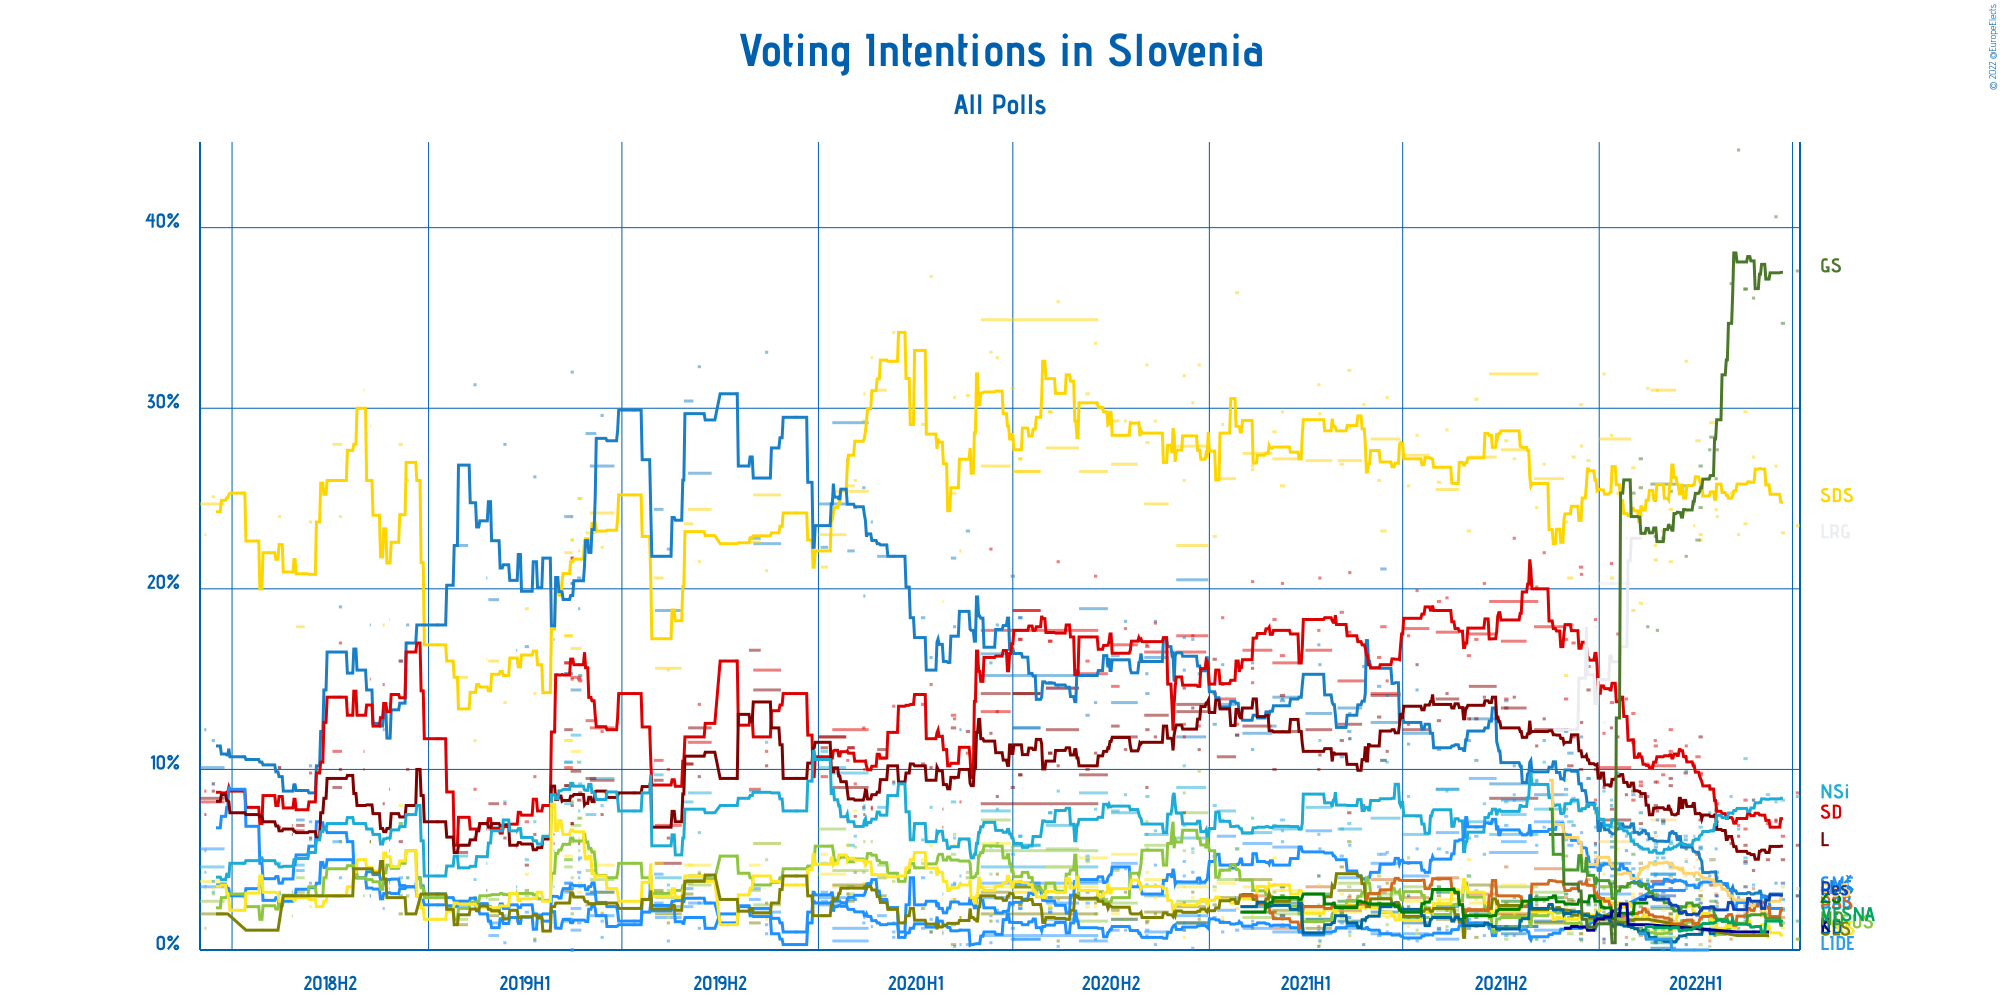 Voting Intentions in Slovenia
All Polls
© 2022 @EuropeElects
40%
30%
20%
10%
0%
GS
SDS
LRG
NSi
SD
L
LIDE
2018H2
2019H1
2019H2
2020H1
2020H2
2021H1
2021H2
2022H1